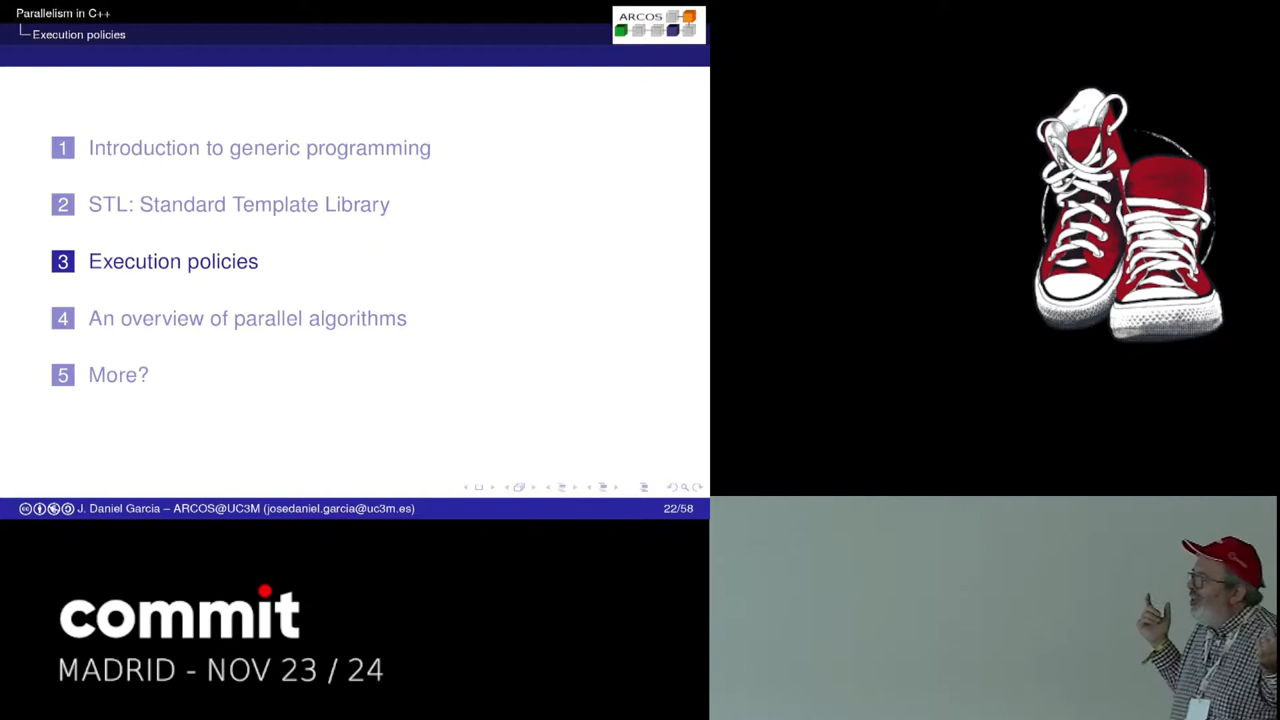 Parallelism in C++
Execution policies
ARCOS
1 Introduction to generic programming
2 STL: Standard Template Library
3 Execution policies
4 An overview of parallel algorithms
5 More?
J. Daniel Garcia – ARCOS@UC3M (josedaniel.garcia@uc3m.es)
22/58
commit
MADRID - NOV 23 / 24